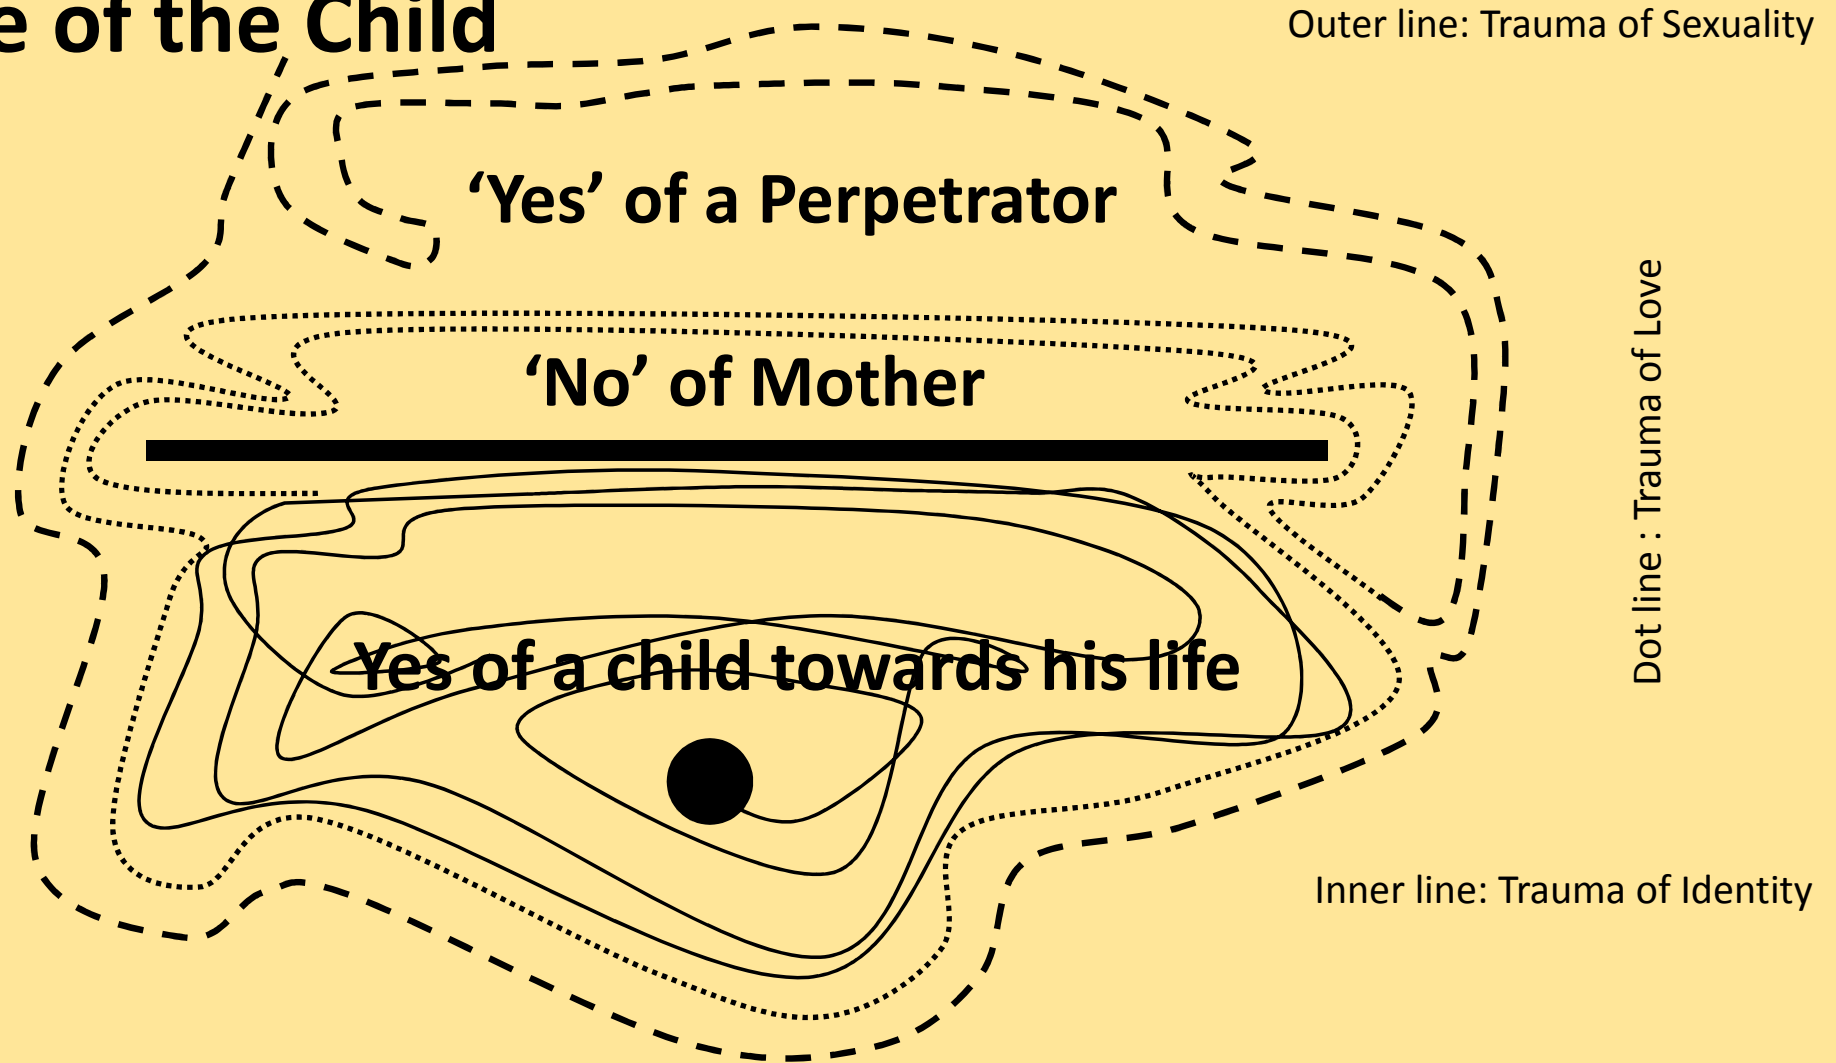 of the Child
Outer line: Trauma of Sexuality
‘Yes’ of a Perpetrator
‘No’ of Mother
Dot line : Trauma of Love
Yes of a child towards his life
Inner line: Trauma of Identity